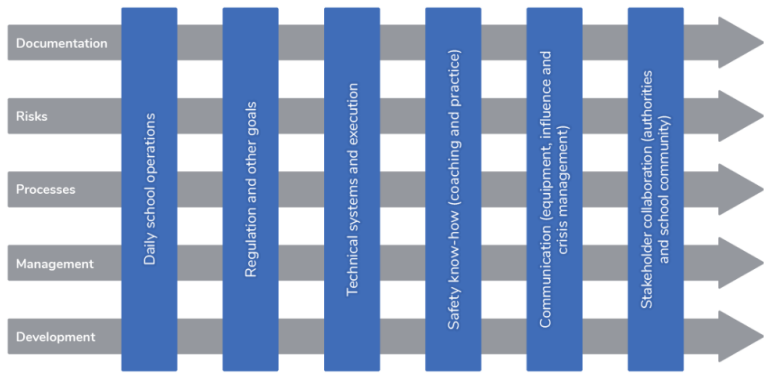 Documentation
Risks
Processes
Management
Development
Daily school operations
Regulation and other goals
Technical systems and execution
Safety know-how (coaching and practice)
Communication (equipment, influence and
crisis management)
Stakeholder collaboration (authorities
and school community)